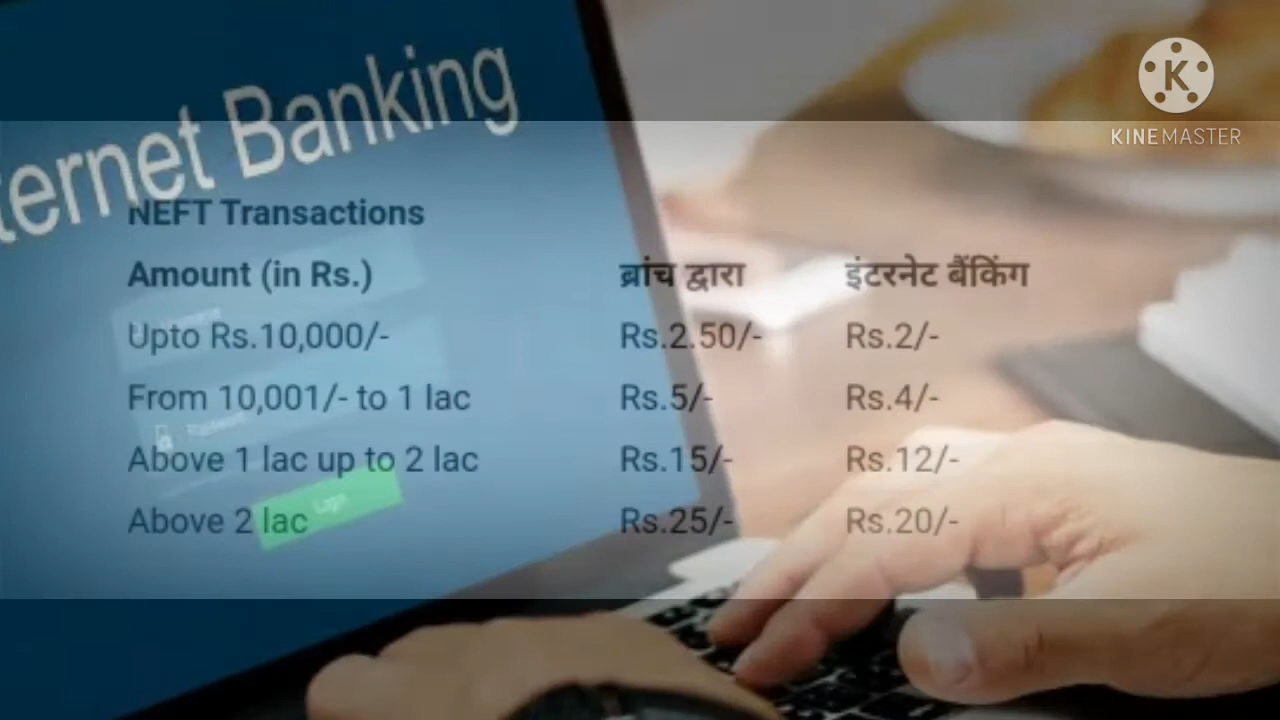 ternet Banking
K
KINEMASTER
NEFT Transactions
Amount (in Rs.) ब्रांच द्वारा इंटरनेट बैंकिंग
Upto Rs.10,000/- Rs.2.50/- Rs.2/-
From 10,001/- to 1 lac Rs.5/- Rs.4/-
Above 1 lac up to 2 lac Rs.15/- Rs.12/-
Above 2 lac Rs.25/- Rs.20/-
Login